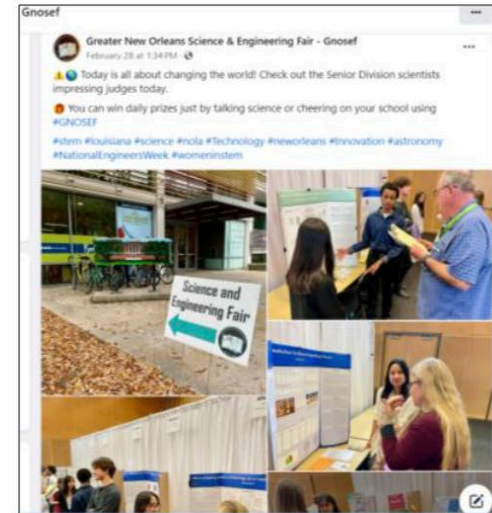 Gnosef
Greater New Orleans Science & Engineering Fair - Gnosef
February 28 at 1:34 PM ·
Today is all about changing the world! Check out the Senior Division scientists
impressing judges today.
You can win daily prizes just by talking science or cheering on your school using
#GNOSEF
#stem #louisiana #science #nola #Technology #neworleans #Innovation #astronomy
#NationalEngineersWeek #womeninstem
Science and
Engineering Fair